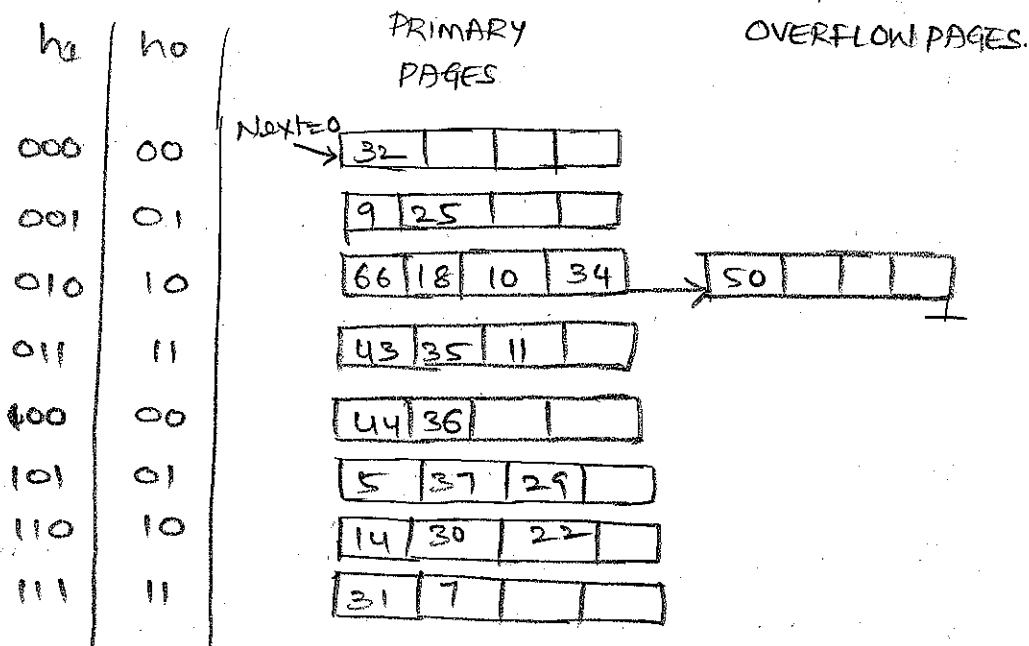 h1 h0 PRIMARY PAGES OVERFLOW PAGES.
Next=0
000 00 32
001 01 9 25
010 10 66 18 10 34 50
011 11 43 35 11
100 00 44 36
101 01 5 37 29
110 10 14 30 22
111 11 31 7